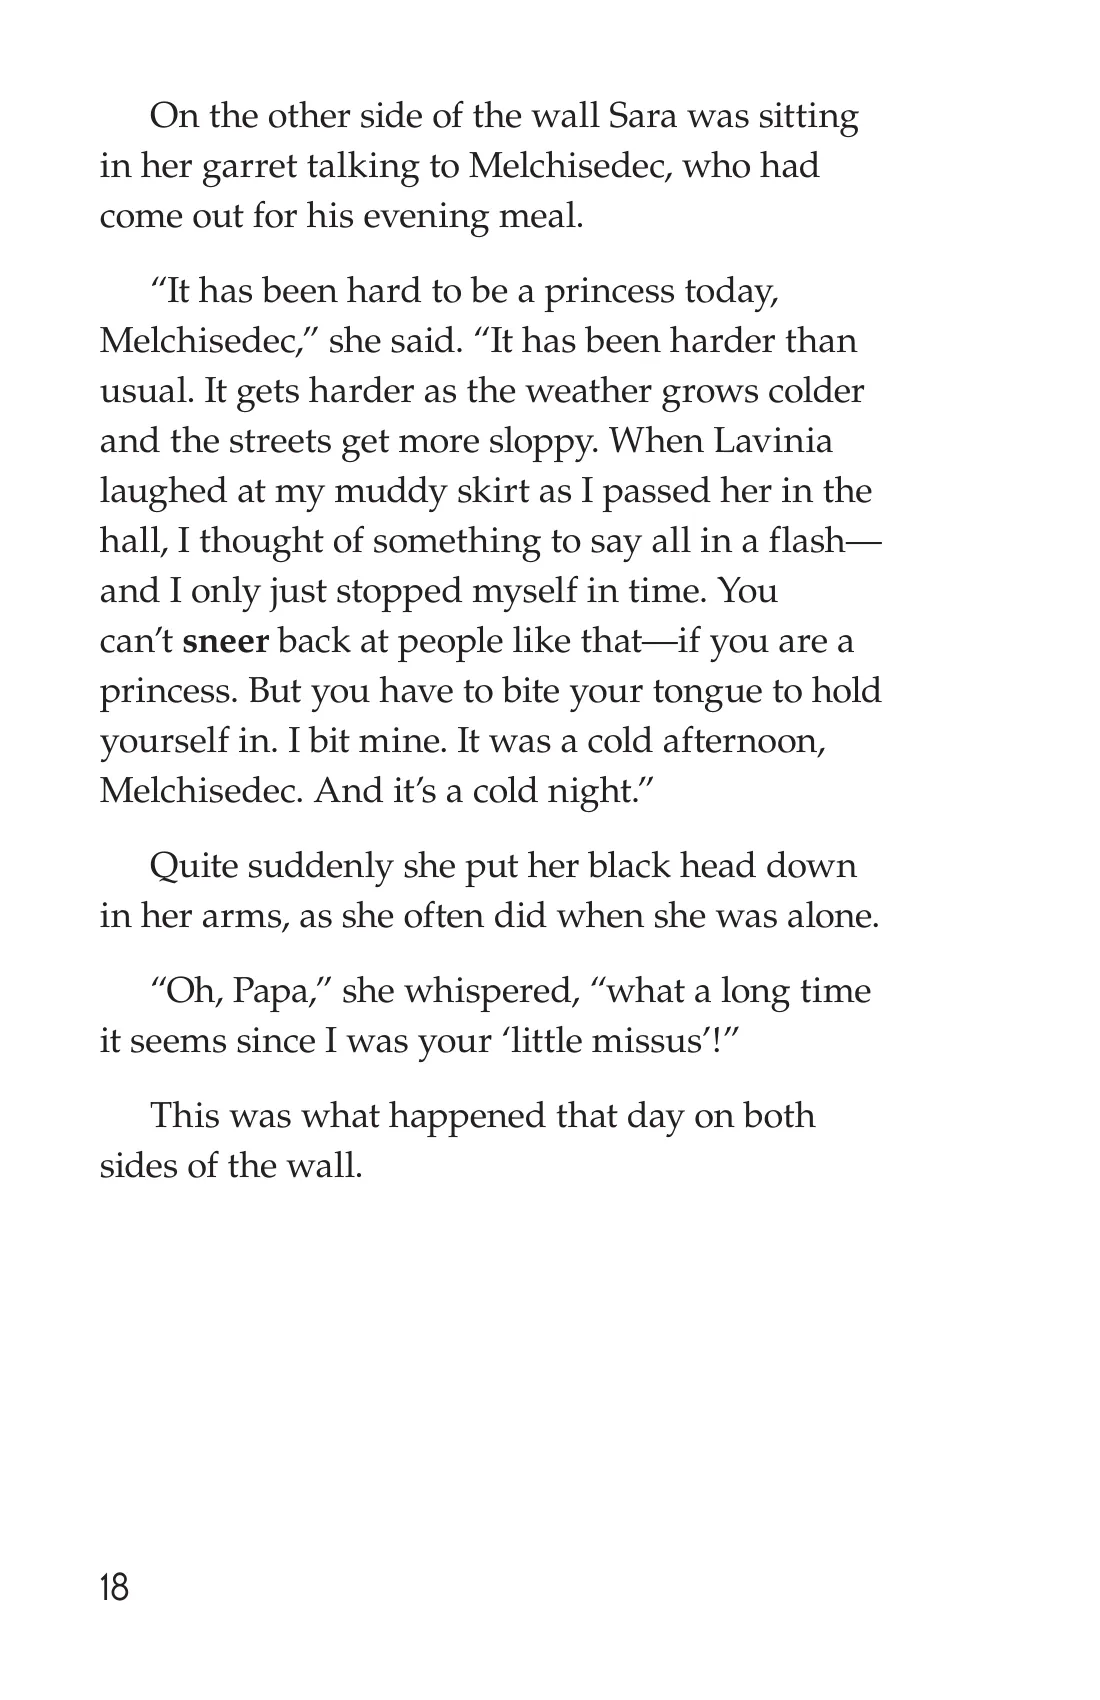 On the other side of the wall Sara was sitting
in her garret talking to Melchisedec, who had
come out for his evening meal.
“It has been hard to be a princess today,
Melchisedec,” she said. “It has been harder than
usual. It gets harder as the weather grows colder
and the streets get more sloppy. When Lavinia
laughed at my muddy skirt as I passed her in the
hall, I thought of something to say all in a flash—
and I only just stopped myself in time. You
can’t sneer back at people like that—if you are a
princess. But you have to bite your tongue to hold
yourself in. I bit mine. It was a cold afternoon,
Melchisedec. And it’s a cold night.”
Quite suddenly she put her black head down
in her arms, as she often did when she was alone.
“Oh, Papa,” she whispered, “what a long time
it seems since I was your ‘little missus’!”
This was what happened that day on both
sides of the wall.
18